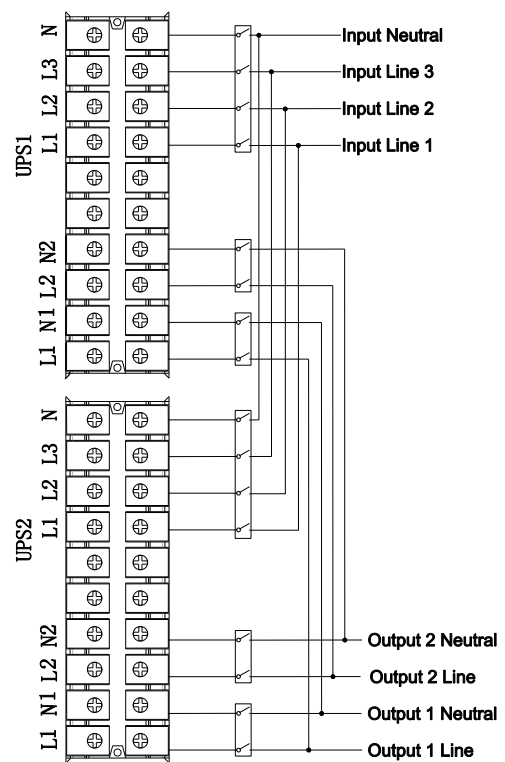 N Input Neutral
L3 Input Line 3
L2 Input Line 2
L1 Input Line 1
UPS1
N2
L2
N1
L1
N
L3
L2
L1
UPS2
N2 Output 2 Neutral
L2 Output 2 Line
N1 Output 1 Neutral
L1 Output 1 Line